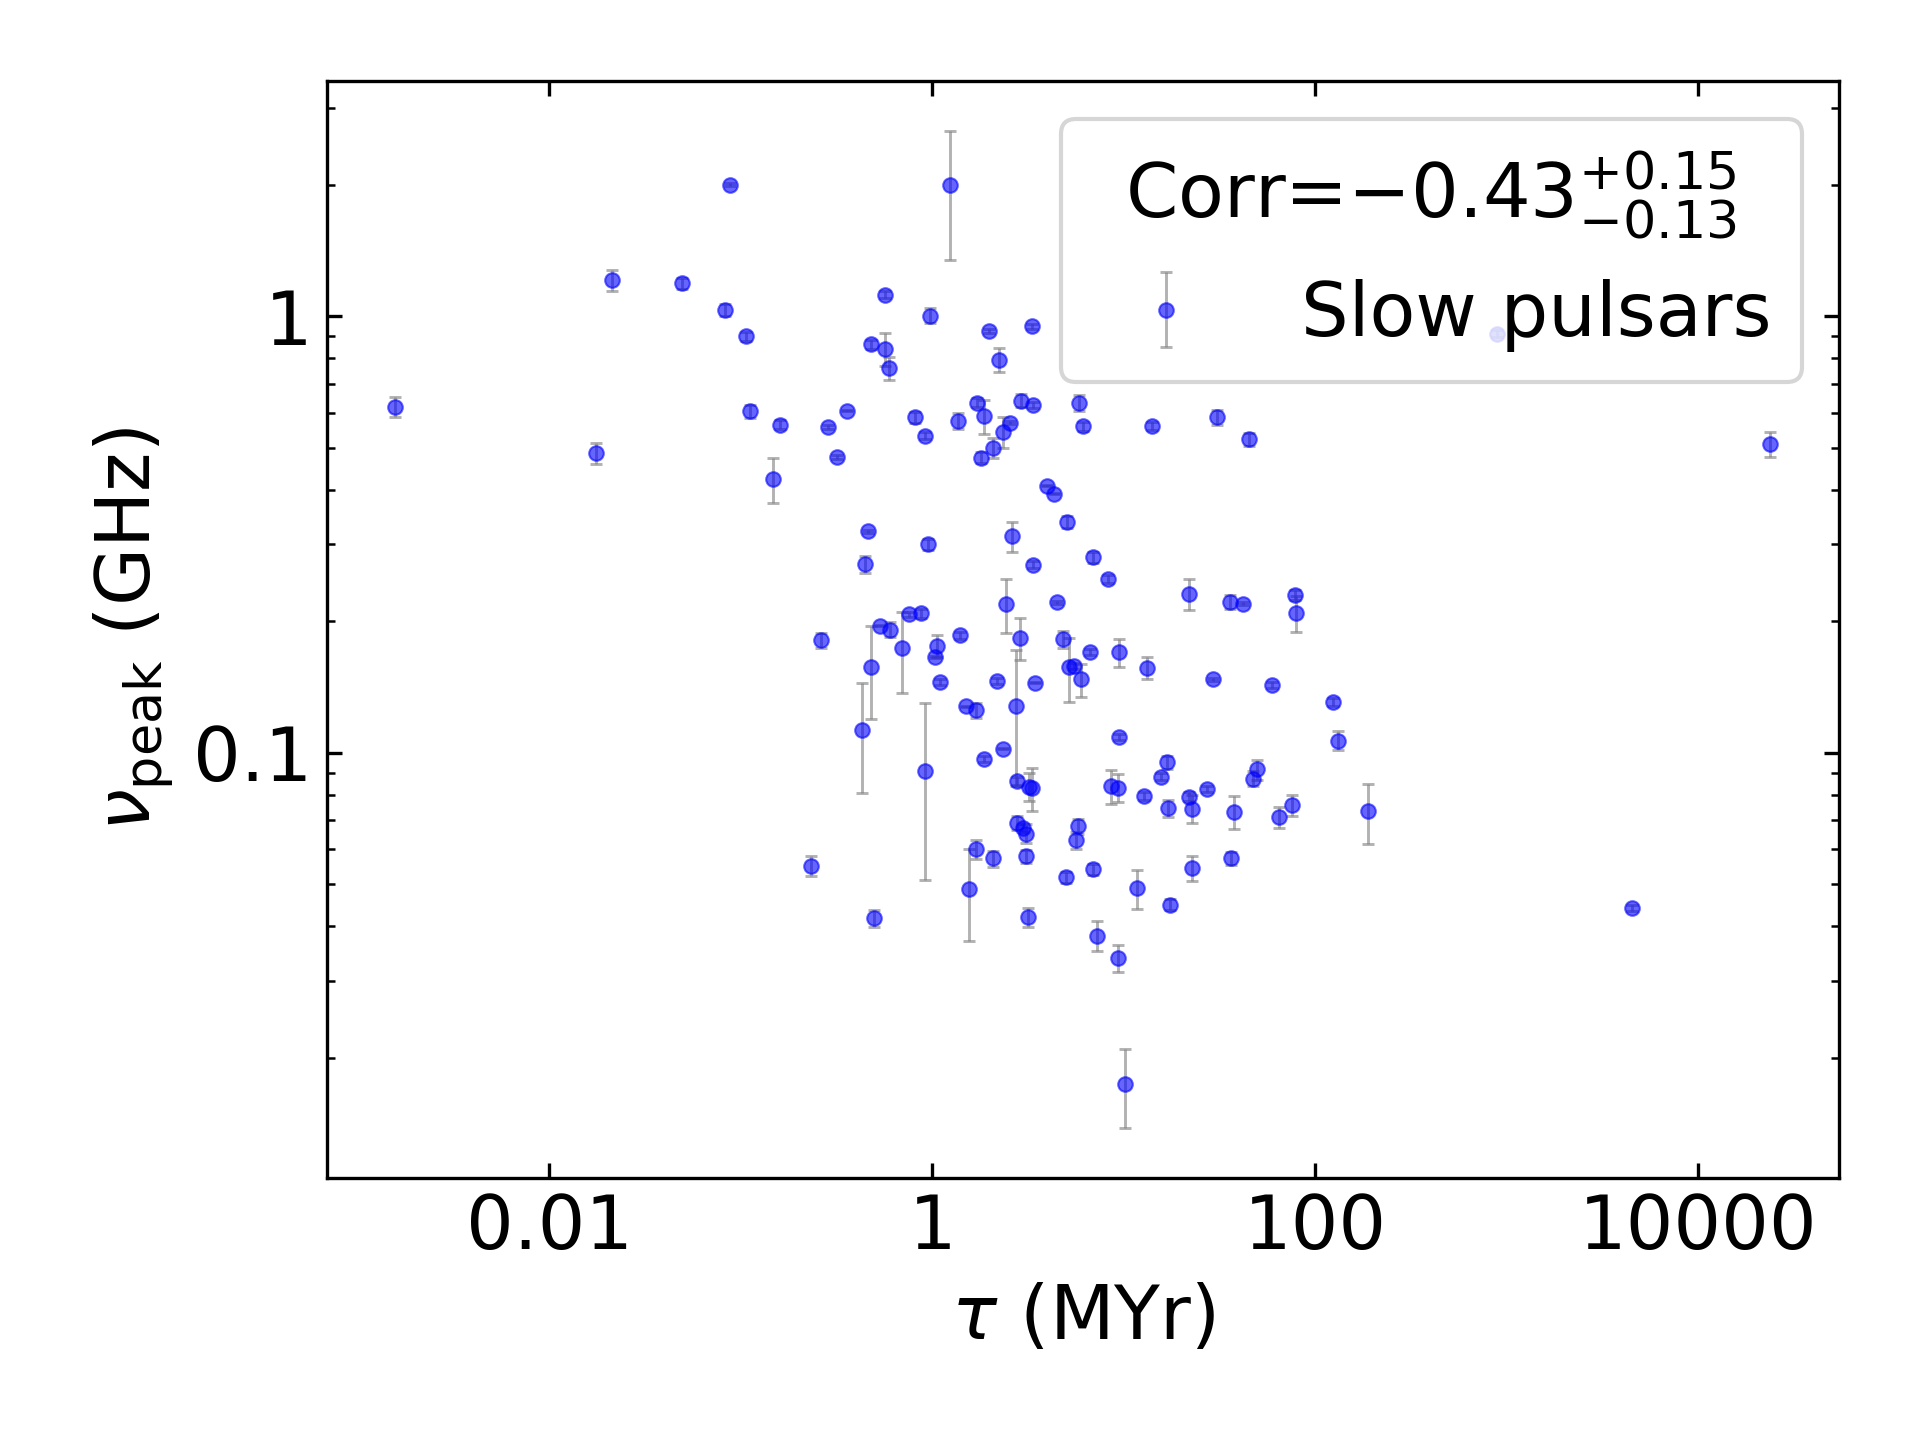 Corr=−0.43+0.15−0.13
Slow pulsars
1
0.1
νpeak (GHz)
0.01 1 100 10000
τ (MYr)